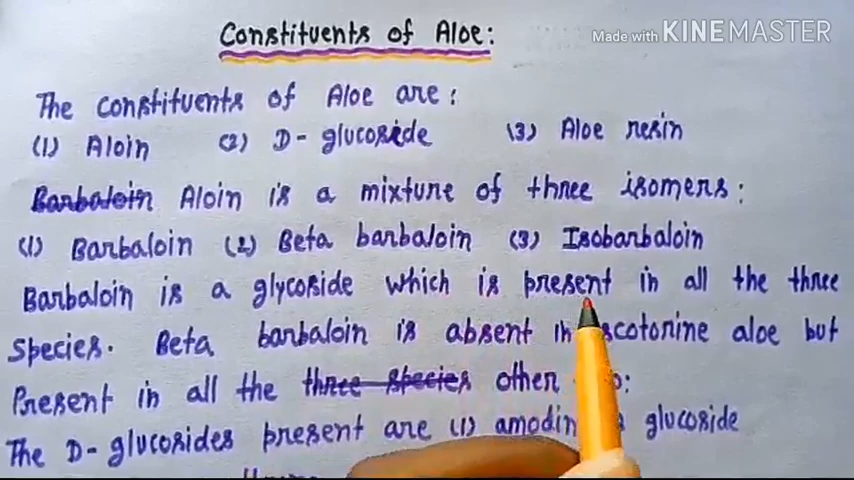 Constituents of Aloe:
Made with KINEMASTER
The constituents of Aloe are:
(1) Aloin (2) D-glucoside (3) Aloe resin
Barbaloin Aloin is a mixture of three isomers:
(1) Barbaloin (2) Beta barbaloin (3) Isobarbaloin
Barbaloin is a glycoside which is present in all the three
species. Beta barbaloin is absent in scotorine aloe but
Present in all the three species other
The D-glucosides present are (1) amodin glucoside